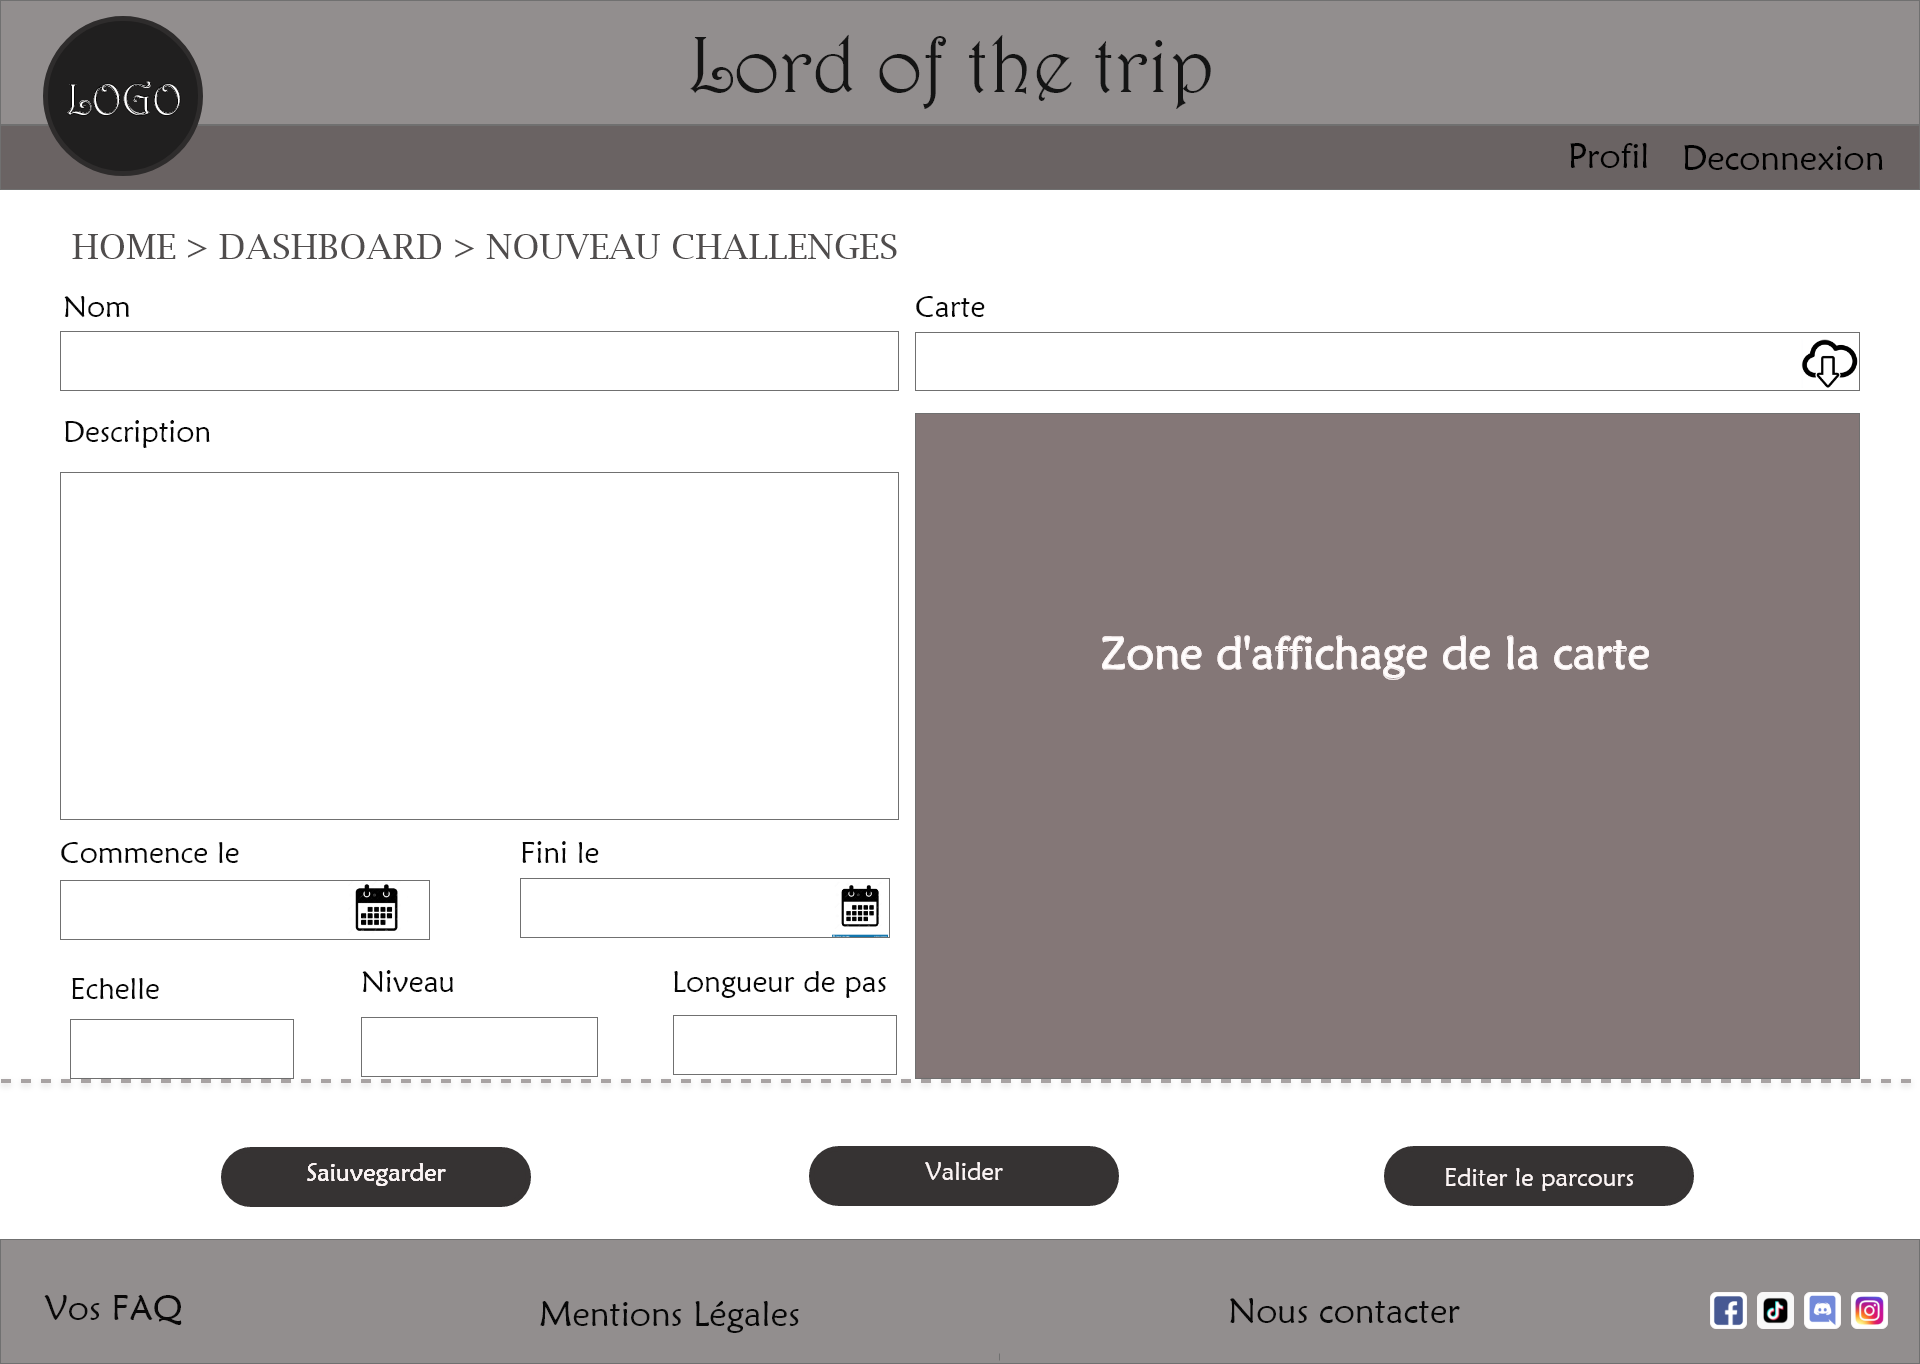 LOGO
Lord of the trip
Profil
Deconnexion
HOME > DASHBOARD > NOUVEAU CHALLENGES
Nom
Carte
Description
Zone d'affichage de la carte
Commence le
Fini le
Echelle
Niveau
Longueur de pas
Saiuvegarder
Valider
Editer le parcours
Vos FAQ
Mentions Légales
Nous contacter